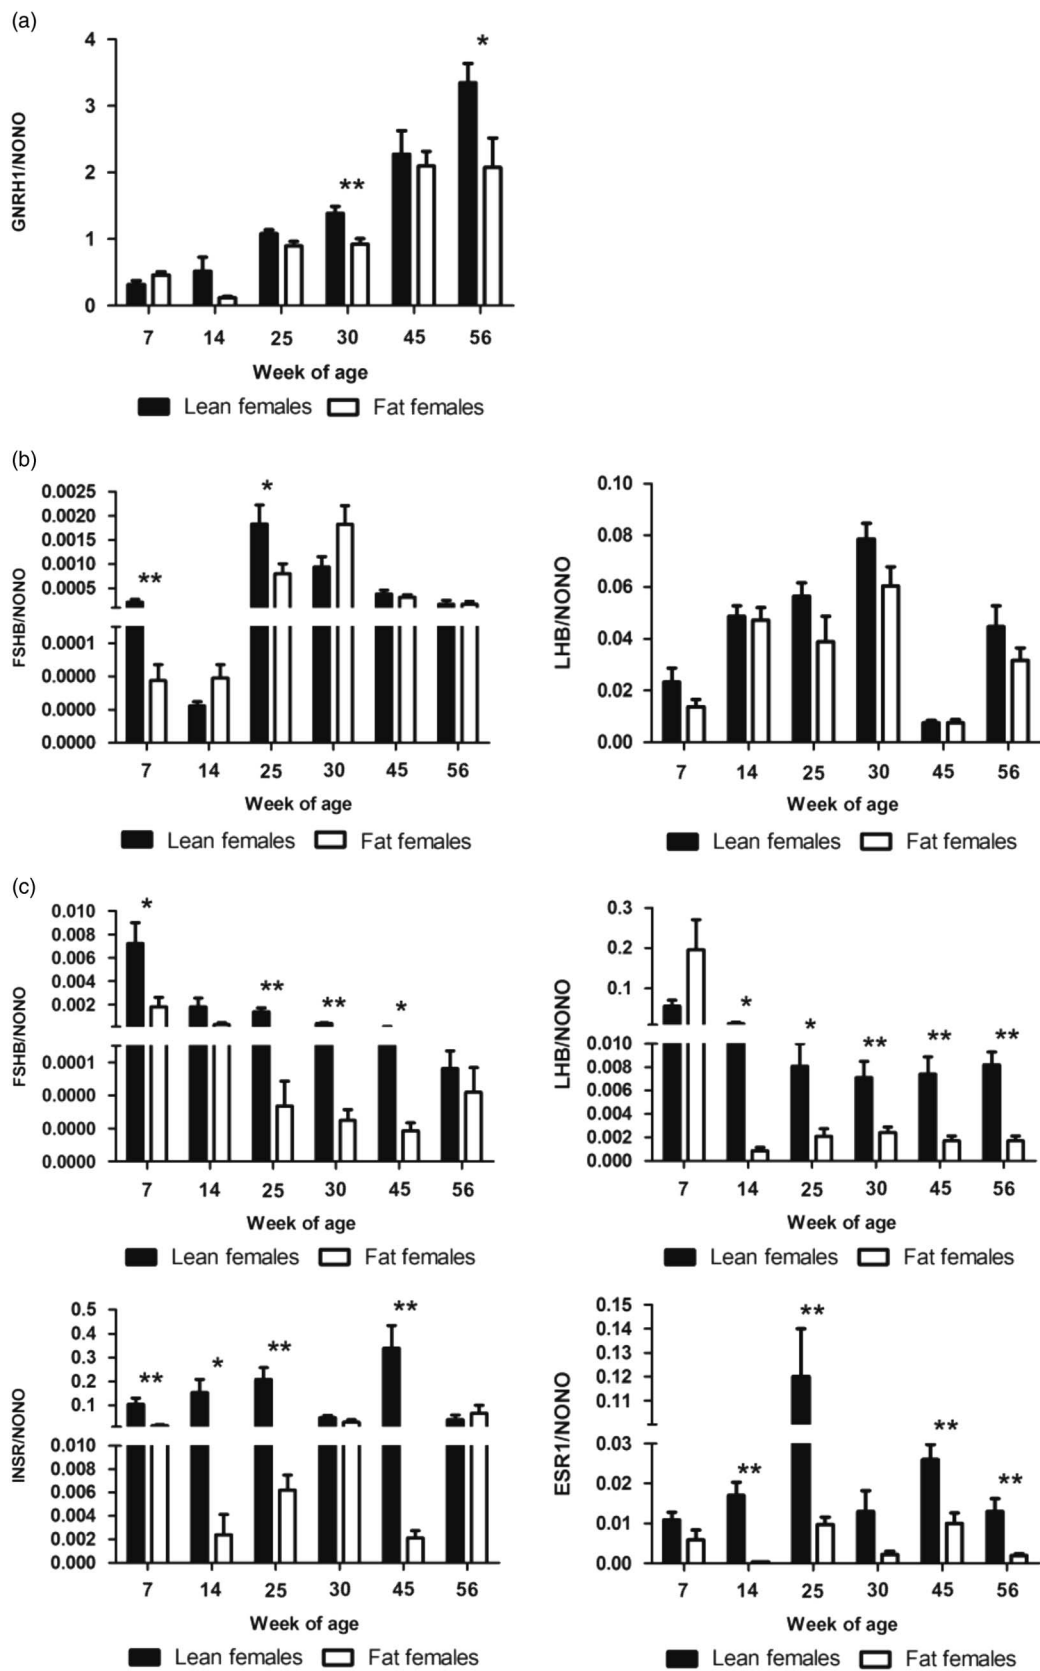 (a)
GNRH1/NONO
4
3
2
1
0
*
**
7 14 25 30 45 56
Week of age
Lean females Fat females
(b)
FSHB/NONO
0.0025
0.0020
0.0015
0.0010
0.0005
0.0001
0.0000
0.0000
0.0000
**
*
7 14 25 30 45 56
Week of age
Lean females Fat females
LHB/NONO
0.10
0.08
0.06
0.04
0.02
0.00
7 14 25 30 45 56
Week of age
Lean females Fat females
(c)
FSHB/NONO
0.010
0.008
0.006
0.004
0.002
0.0001
0.0000
0.0000
0.0000
* ** ** *
7 14 25 30 45 56
Week of age
Lean females Fat females
LHB/NONO
0.3
0.2
0.1
0.010
0.008
0.006
0.004
0.002
0.000
* * ** ** **
7 14 25 30 45 56
Week of age
Lean females Fat females
INSR/NONO
0.5
0.4
0.3
0.2
0.1
0.010
0.008
0.006
0.004
0.002
0.000
** * ** **
7 14 25 30 45 56
Week of age
Lean females Fat females
ESR1/NONO
0.15
0.14
0.13
0.12
0.11
0.03
0.02
0.01
0.00
** ** ** **
7 14 25 30 45 56
Week of age
Lean females Fat females